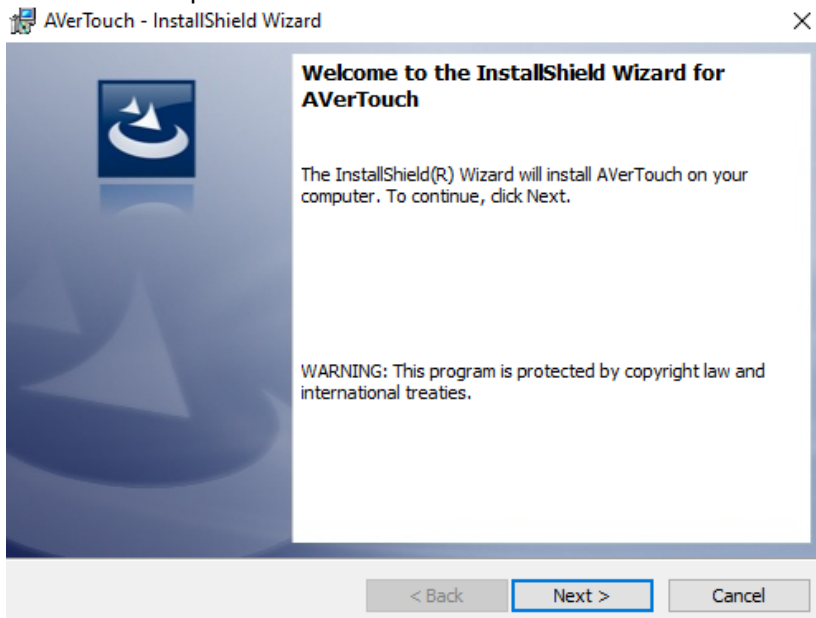 AVerTouch - InstallShield Wizard
Welcome to the InstallShield Wizard for
AVerTouch
The InstallShield(R) Wizard will install AVerTouch on your
computer. To continue, click Next.
WARNING: This program is protected by copyright law and
international treaties.
< Back
Next >
Cancel